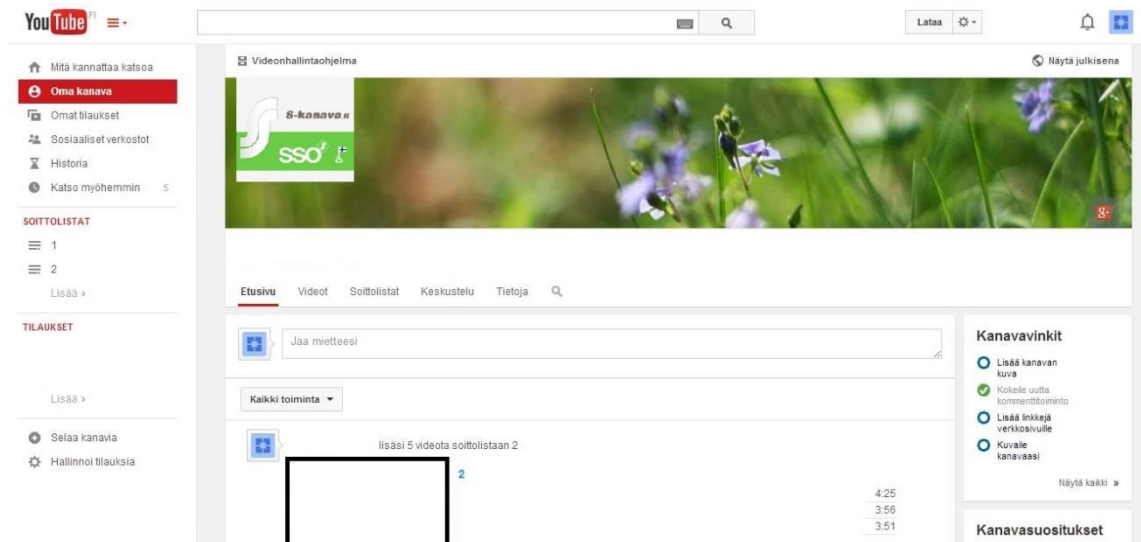 YouTube FI
Lataa
Mitä kannattaa katsoa
Oma kanava
Omat tilaukset
Sosiaaliset verkostot
Historia
Katso myöhemmin 5
SOITTOLISTAT
1
2
Lisää ›
TILAUKSET
Lisää ›
Selaa kanavia
Hallinnoi tilauksia
Videonhallintaohjelma
Näytä julkisena
S-kanava.fi
SSO
8+
Etusivu Videot Soittolistat Keskustelu Tietoja
Jaa mietteesi
Kaikki toiminta
lisäsi 5 videota soittolistaan 2
2
4:25
3:56
3:51
Kanavavinkit
Lisää kanavan
kuva
Kokeile uutta
kommenttitoiminto
Lisää linkkejä
verkkosivuille
Kuvaile
kanavaasi
Näytä kaikki »
Kanavasuositukset